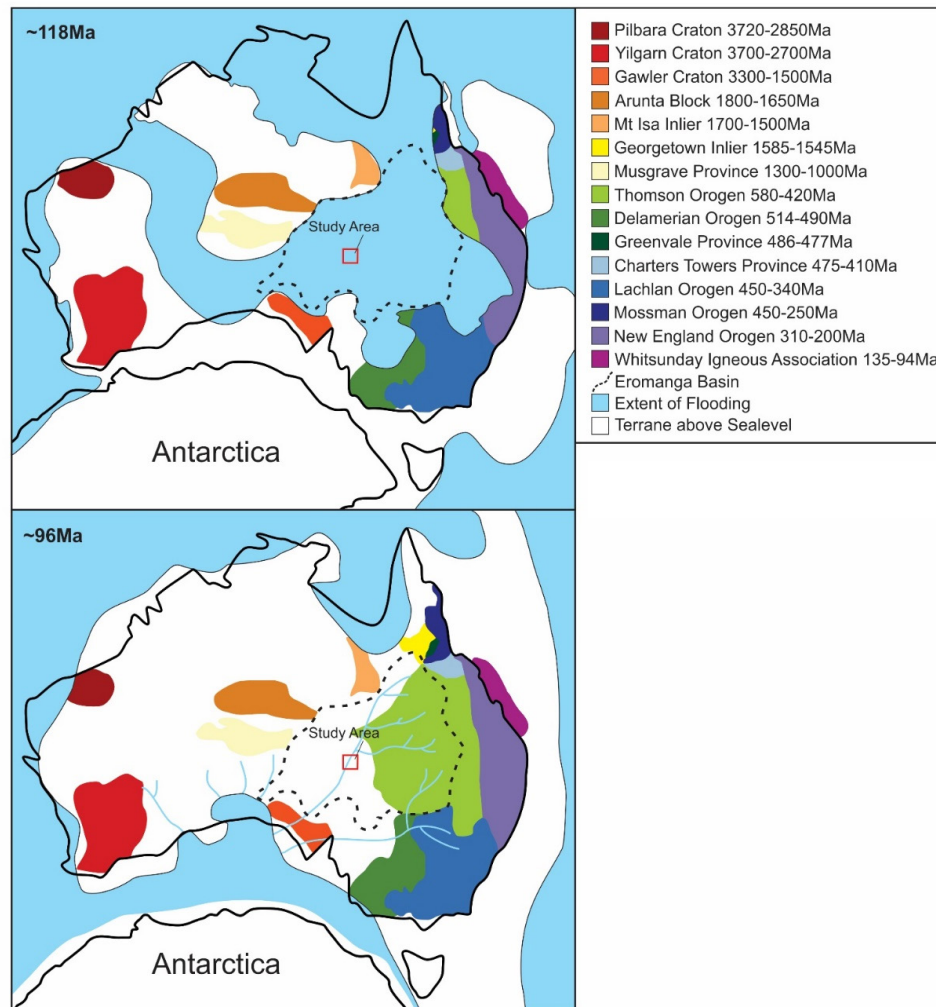 ~118Ma
Study Area
Antarctica
~96Ma
Study Area
Antarctica
Pilbara Craton 3720-2850Ma
Yilgarn Craton 3700-2700Ma
Gawler Craton 3300-1500Ma
Arunta Block 1800-1650Ma
Mt Isa Inlier 1700-1500Ma
Georgetown Inlier 1585-1545Ma
Musgrave Province 1300-1000Ma
Thomson Orogen 580-420Ma
Delamerian Orogen 514-490Ma
Greenvale Province 486-477Ma
Charters Towers Province 475-410Ma
Lachlan Orogen 450-340Ma
Mossman Orogen 450-250Ma
New England Orogen 310-200Ma
Whitsunday Igneous Association 135-94Ma
Eromanga Basin
Extent of Flooding
Terrane above Sealevel